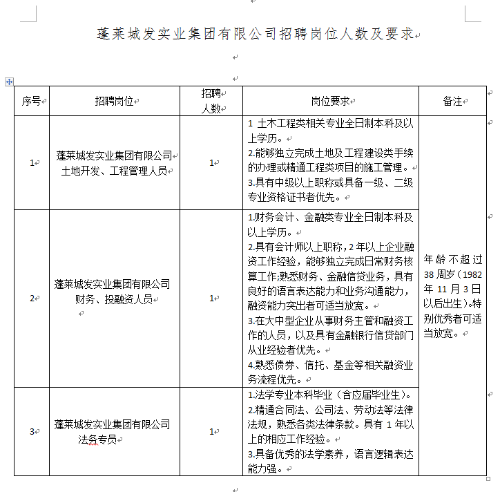 蓬莱城发实业集团有限公司招聘岗位人数及要求
序号
招聘岗位
招聘
人数
岗位要求
备注
1
蓬莱城发实业集团有限公司
土地开发、工程管理人员
1
1 土木工程类相关专业全日制本科及以
上学历。
2.能够独立完成土地及工程建设类手续
的办理或精通工程类项目的施工管理。
3.具有中级以上职称或具备一级、二级
专业资格证书者优先。
年龄不超过
38 周岁（1982
年 11 月 3 日
以后出生）。特
别优秀者可适
当放宽。
2
蓬莱城发实业集团有限公司
财务、投融资人员
1
1.财务会计、金融类专业全日制本科及
以上学历。
2.具有会计师以上职称，2 年以上企业融
资工作经验，能够独立完成日常财务核
算工作；熟悉财务、金融信贷业务，具有
良好的语言表达能力和业务沟通能力，
融资能力突出者可适当放宽。
3.在大中型企业从事财务主管和融资工
作的人员，以及具有金融银行信贷部门
从业经验者优先。
4.熟悉债券、信托、基金等相关融资业
务流程优先。
3
蓬莱城发实业集团有限公司
法务专员
1
1.法学专业本科毕业（含应届毕业生）。
2.精通合同法、公司法、劳动法等法律
法规，熟悉各类法律条款。具有 1 年以
上的相应工作经验。
3.具备优秀的法学素养，语言逻辑表达
能力强。